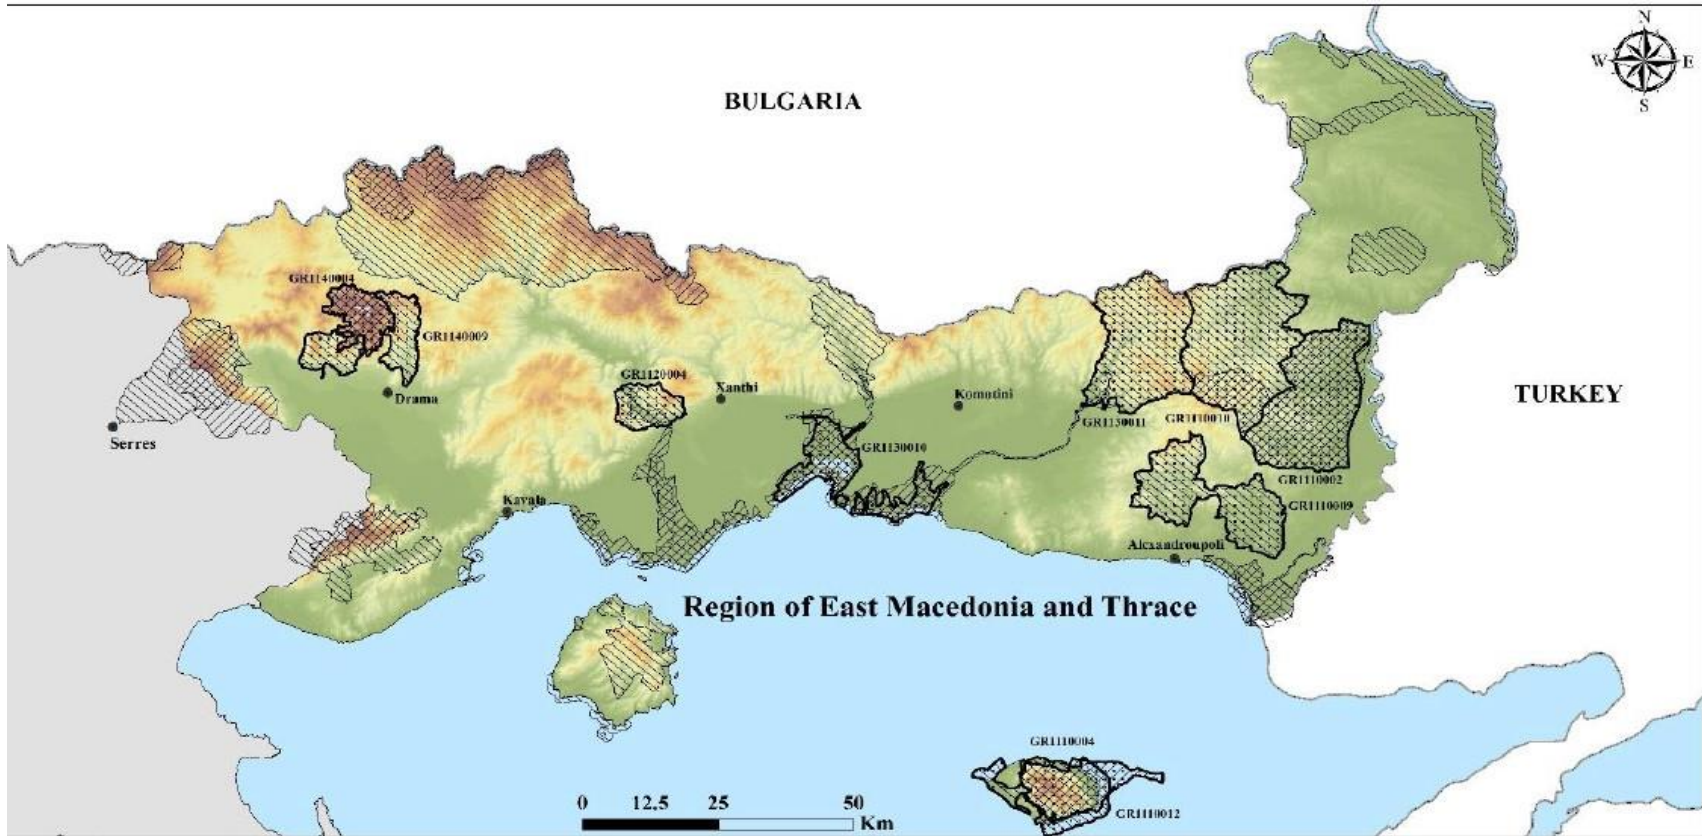 N
W E
S
BULGARIA
GR1140004
GR1140009
GR1120004
Drama
Xanthi
Komotini
GR1130011
GR1110010
TURKEY
Serres
GR1130010
GR1110002
Kavala
GR1110009
Alexandroupoli
Region of East Macedonia and Thrace
GR1110004
0 12.5 25 50
Km
GR1110012